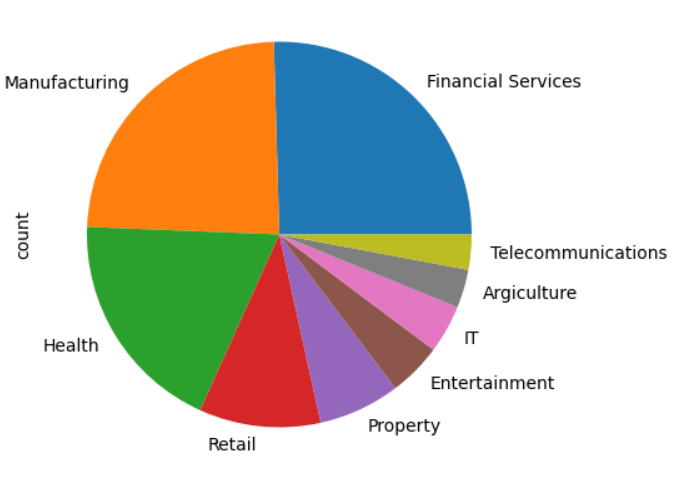 Manufacturing
Financial Services
count
Telecommunications
Argiculture
IT
Health
Entertainment
Property
Retail